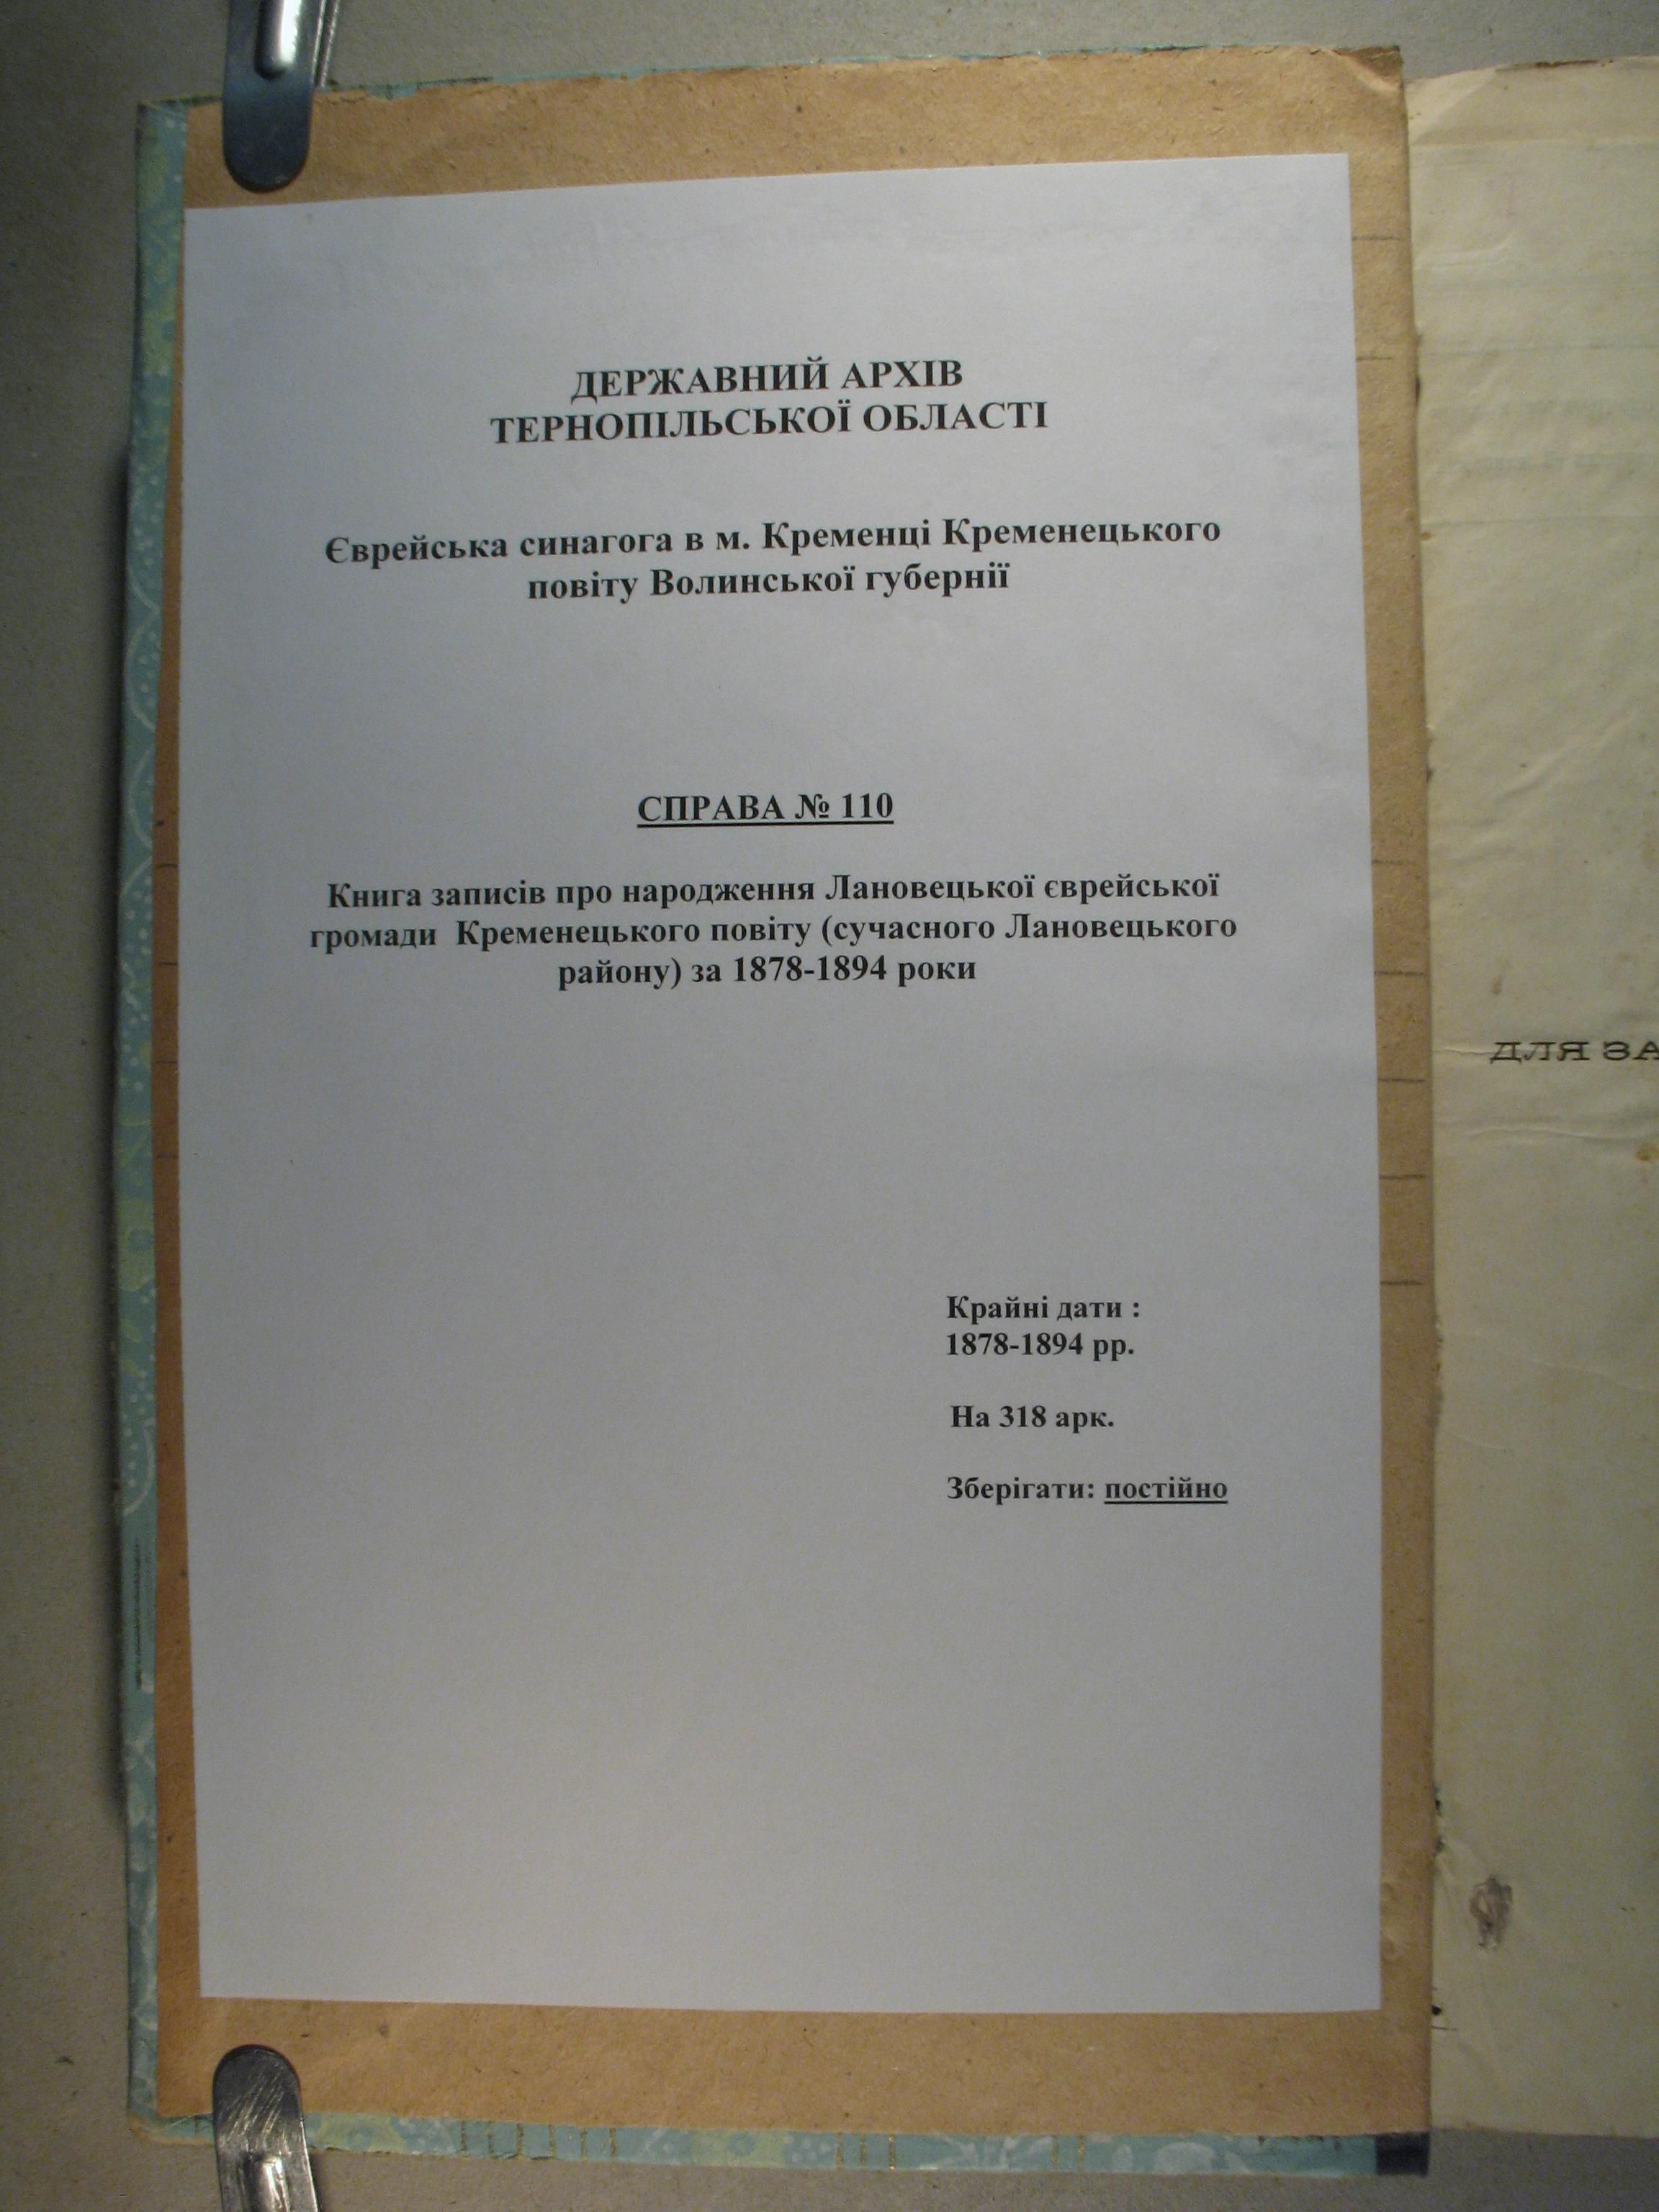 ДЕРЖАВНИЙ АРХІВ
ТЕРНОПІЛЬСЬКОЇ ОБЛАСТІ
Єврейська синагога в м. Кременці Кременецького
повіту Волинської губернії
СПРАВА № 110
Книга записів про народження Лановецької єврейської
громади Кременецького повіту (сучасного Лановецького
району) за 1878-1894 роки
Крайні дати :
1878-1894 рр.
На 318 арк.
Зберігати: постійно
ДЛЯ ЗА